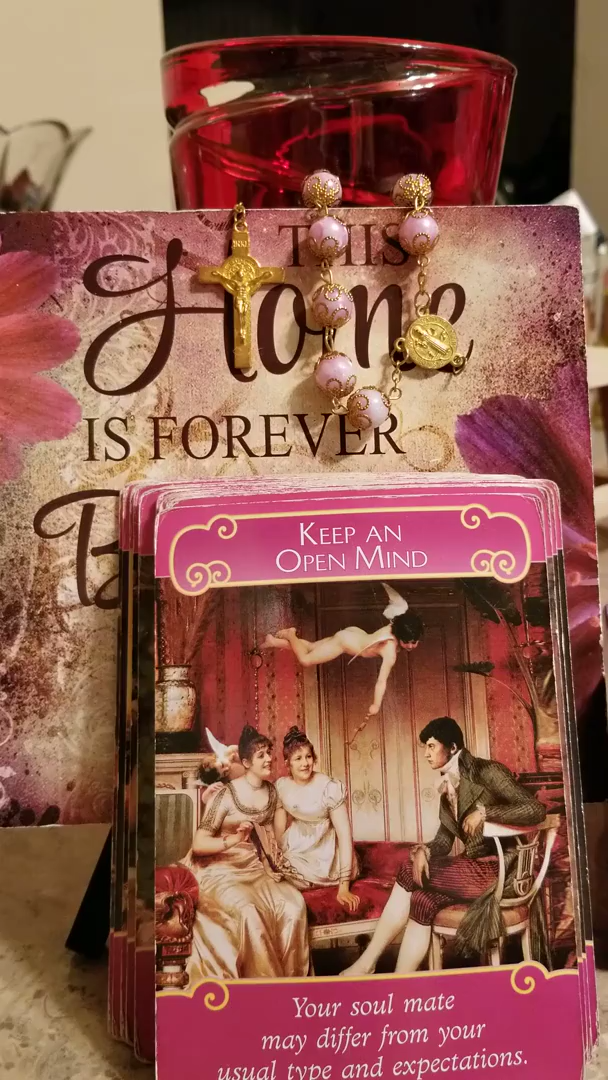 THIS
Home
IS FOREVER
KEEP AN
OPEN MIND
Your soul mate
may differ from your
usual type and expectations.